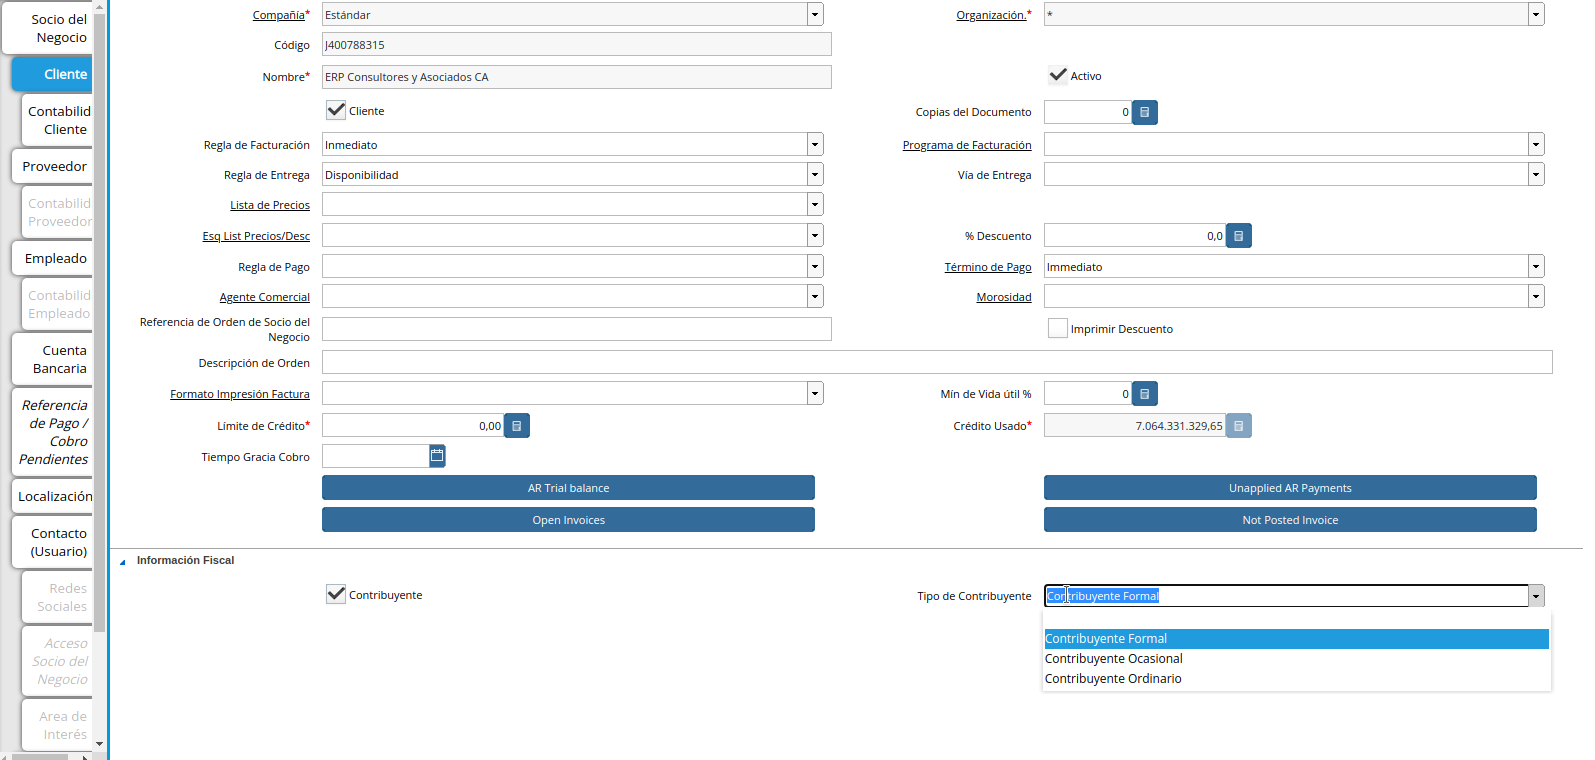 Socio del
Negocio
Cliente
Contabilid
Cliente
Proveedor
Contabilid
Proveedor
Empleado
Contabilid
Empleado
Cuenta
Bancaria
Referencia
de Pago /
Cobro
Pendientes
Localización
Contacto
(Usuario)
Redes
Sociales
Acceso
Socio del
Negocio
Area de
Interés
Compañía* Estándar
Organización.* *
Código J400788315
Nombre* ERP Consultores y Asociados CA
Activo
Cliente
Copias del Documento 0
Regla de Facturación Inmediato
Programa de Facturación
Regla de Entrega Disponibilidad
Vía de Entrega
Lista de Precios
Esq List Precios/Desc
% Descuento 0,0
Regla de Pago
Término de Pago Immediato
Agente Comercial
Morosidad
Referencia de Orden de Socio del
Negocio
Imprimir Descuento
Descripción de Orden
Formato Impresión Factura
Mín de Vida útil % 0
Límite de Crédito* 0,00
Crédito Usado* 7.064.331.329,65
Tiempo Gracia Cobro
AR Trial balance
Unapplied AR Payments
Open Invoices
Not Posted Invoice
Información Fiscal
Contribuyente
Tipo de Contribuyente Contribuyente Formal
Contribuyente Formal
Contribuyente Ocasional
Contribuyente Ordinario